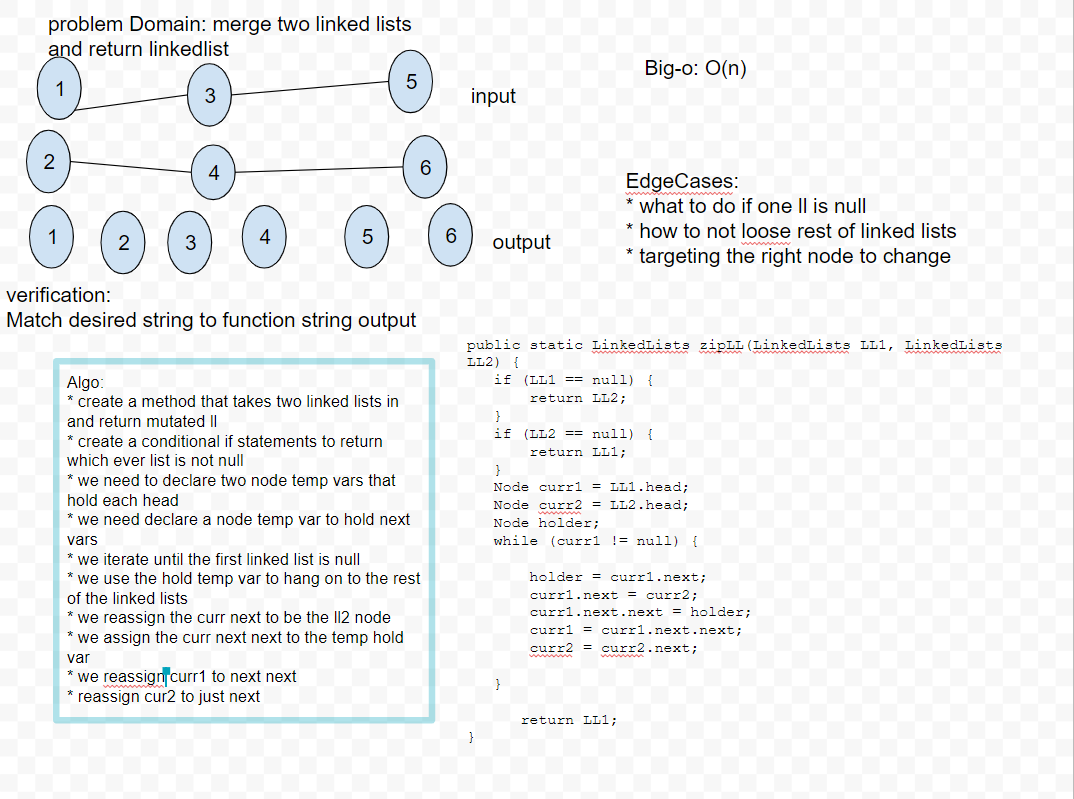 problem Domain: merge two linked lists
and return linkedlist
1
3
5
input
2
4
6
1
2
3
4
5
6
output
verification:
Match desired string to function string output
Big-o: O(n)
EdgeCases:
* what to do if one ll is null
* how to not loose rest of linked lists
* targeting the right node to change
Algo:
* create a method that takes two linked lists in
and return mutated ll
* create a conditional if statements to return
which ever list is not null
* we need to declare two node temp vars that
hold each head
* we need declare a node temp var to hold next
vars
* we iterate until the first linked list is null
* we use the hold temp var to hang on to the rest
of the linked lists
* we reassign the curr next to be the ll2 node
* we assign the curr next next to the temp hold
var
* we reassign curr1 to next next
* reassign cur2 to just next
public static LinkedLists zipLL(LinkedLists LL1, LinkedLists
LL2) {
if (LL1 == null) {
return LL2;
}
if (LL2 == null) {
return LL1;
}
Node curr1 = LL1.head;
Node curr2 = LL2.head;
Node holder;
while (curr1 != null) {
holder = curr1.next;
curr1.next = curr2;
curr1.next.next = holder;
curr1 = curr1.next.next;
curr2 = curr2.next;
}
return LL1;
}